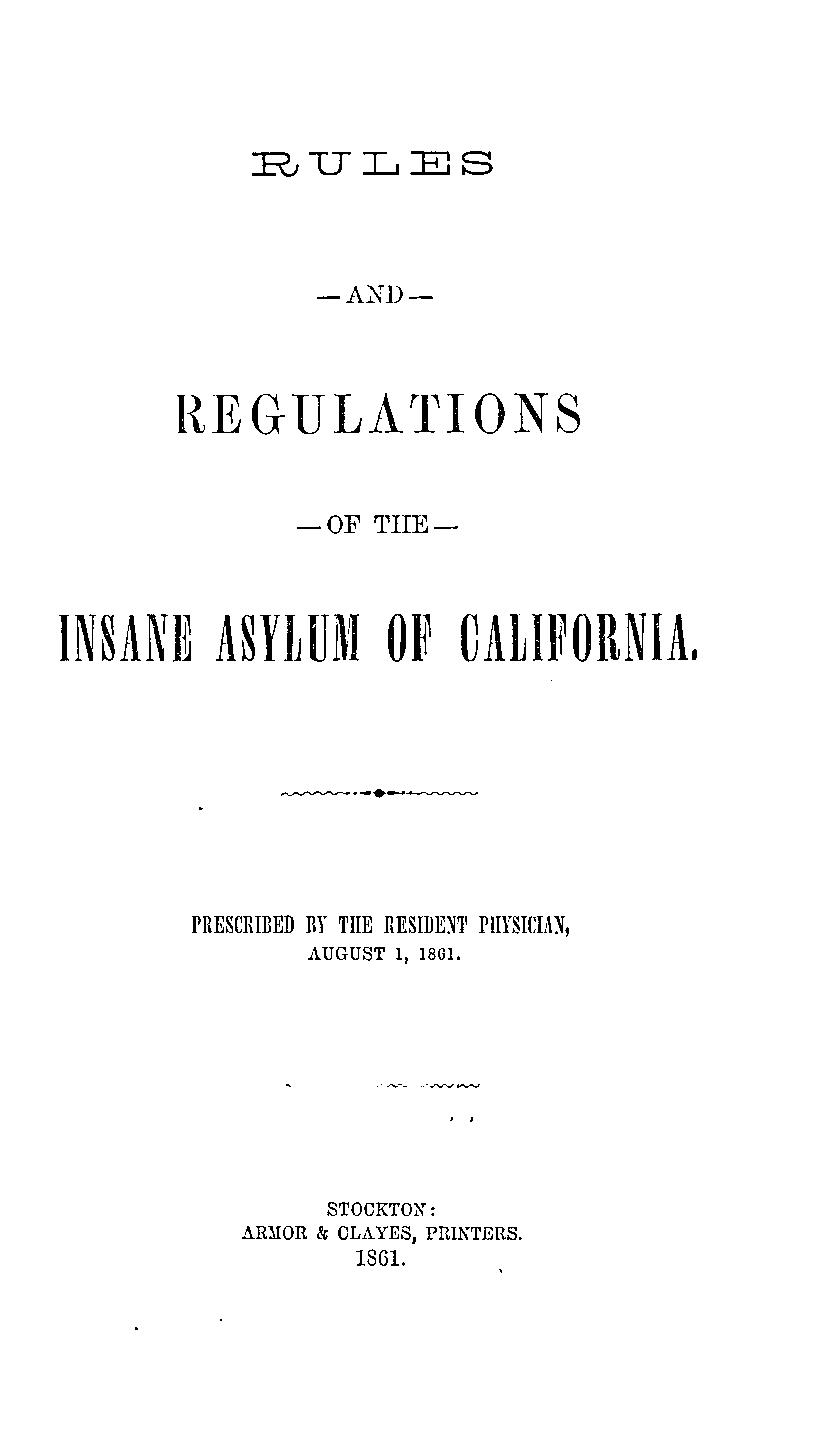 RULES
—AND—
REGULATIONS
—OF THE—
INSANE ASYLUM OF CALIFORNIA.
PRESCRIBED BY THE RESIDENT PHYSICIAN,
AUGUST 1, 1861.
STOCKTON:
ARMOR & CLAYES, PRINTERS.
1861.